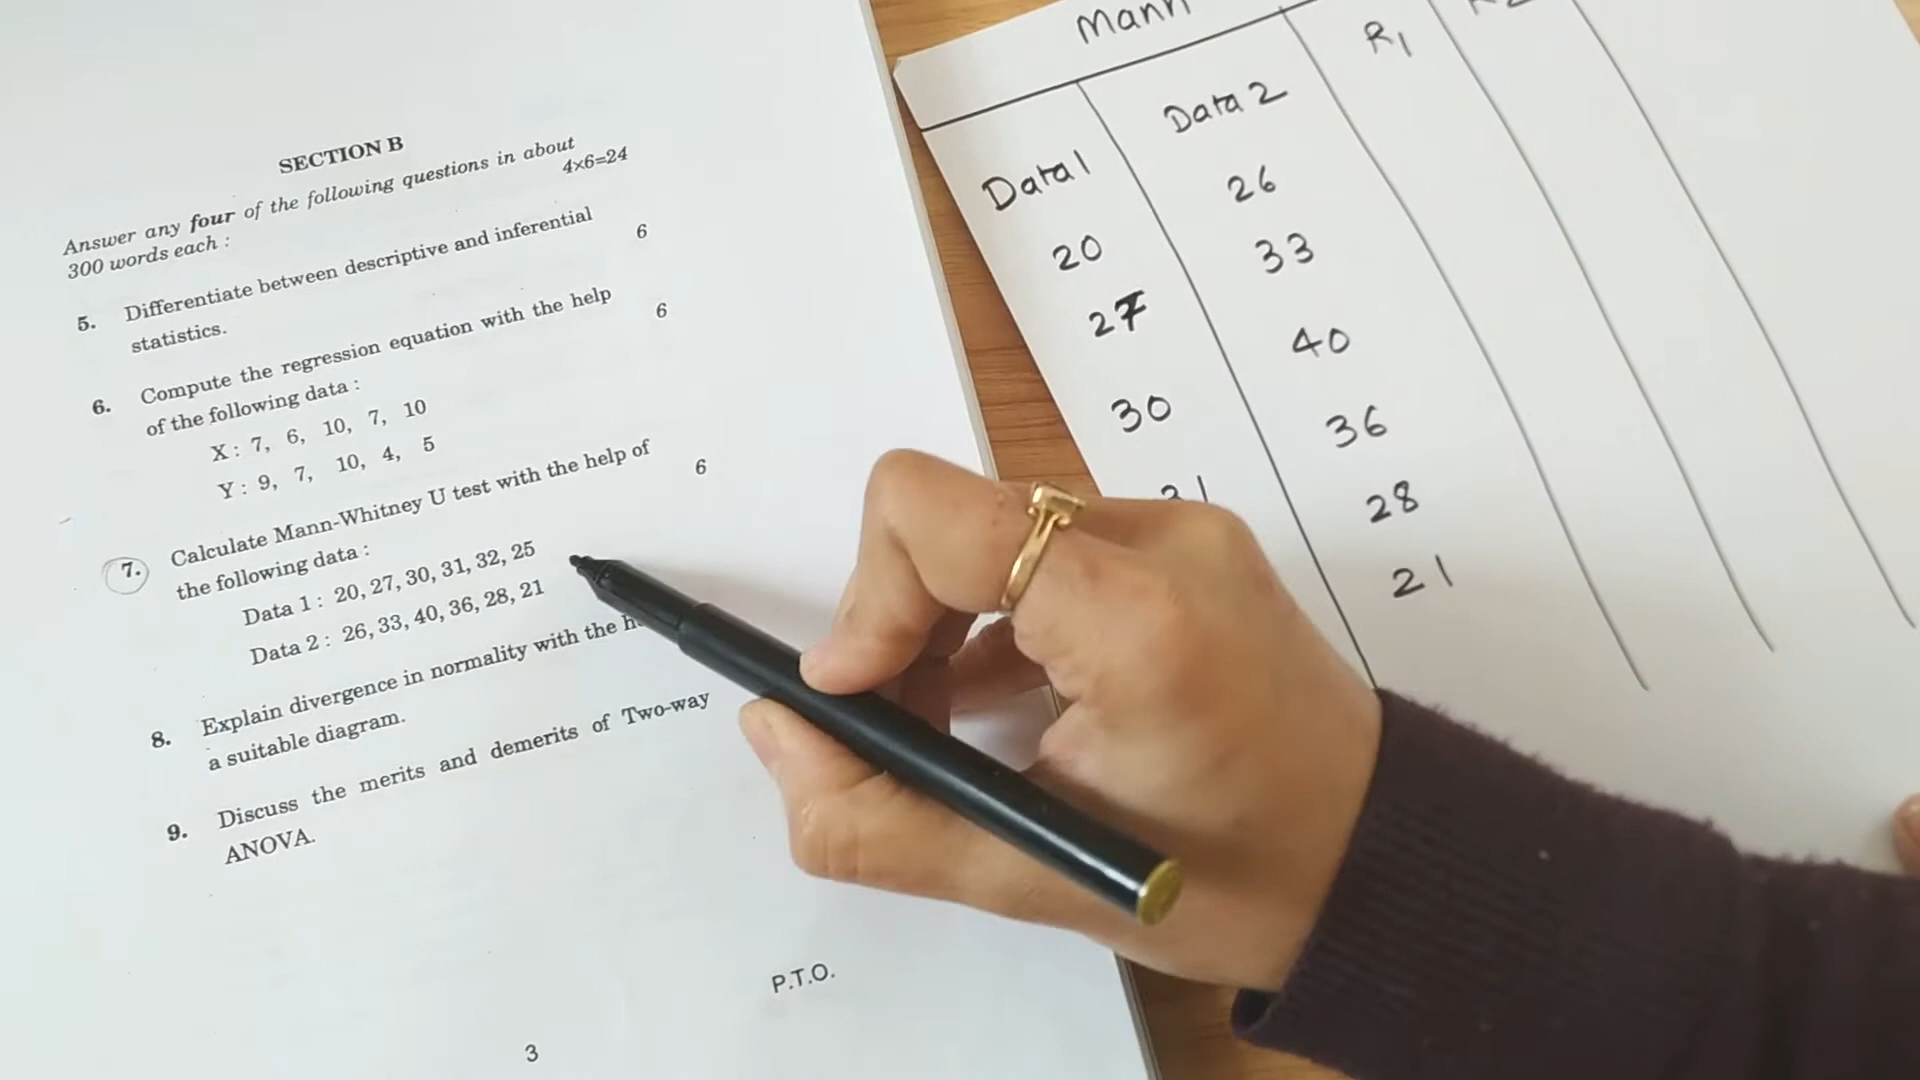 SECTION B
Answer any four of the following questions in about
300 words each :
4×6=24
5. Differentiate between descriptive and inferential
statistics.
6
6. Compute the regression equation with the help
of the following data :
6
X : 7, 6, 10, 7, 10
Y : 9, 7, 10, 4, 5
7. Calculate Mann-Whitney U test with the help of
the following data :
6
Data 1 : 20, 27, 30, 31, 32, 25
Data 2 : 26, 33, 40, 36, 28, 21
8. Explain divergence in normality with the
a suitable diagram.
9. Discuss the merits and demerits of Two-way
ANOVA.
P.T.O.
3
Mann
Data 1
20
27
30
31
Data 2
26
33
40
36
28
21
R1